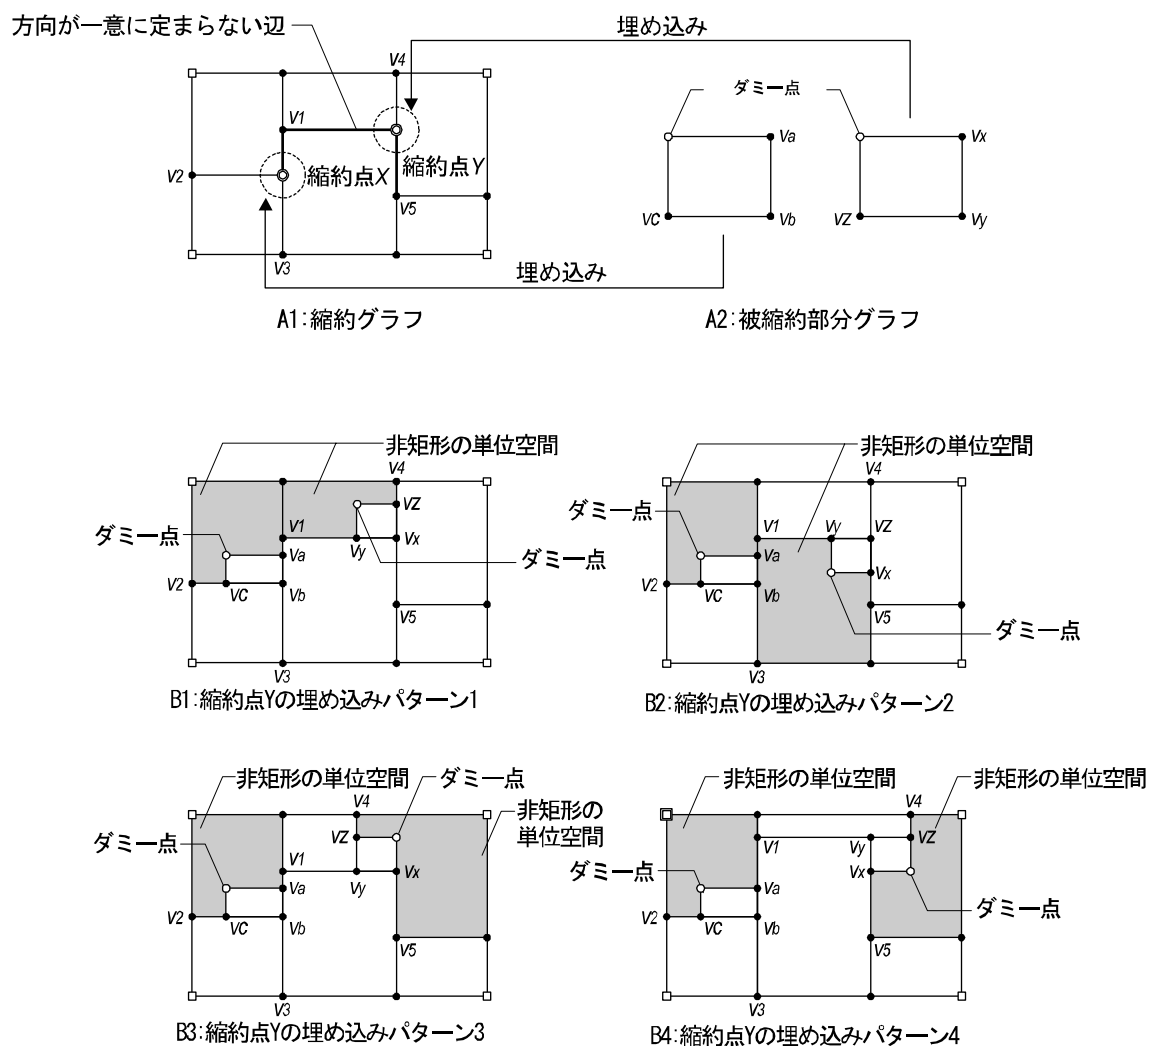 方向が一意に定まらない辺
埋め込み
V4
ダミー点
V1
Va
Vx
縮約点X
縮約点Y
V2
V5
VC
Vb
VZ
Vy
V3
埋め込み
A1:縮約グラフ
A2:被縮約部分グラフ
非矩形の単位空間
V4
VZ
ダミー点
V1
Va
Vy
Vx
ダミー点
V2
VC
Vb
V5
V3
B1:縮約点Yの埋め込みパターン1
非矩形の単位空間
V4
ダミー点
V1
Vy
VZ
Va
Vx
V2
VC
Vb
V5
ダミー点
V3
B2:縮約点Yの埋め込みパターン2
非矩形の単位空間
ダミー点
V4
非矩形の
単位空間
VZ
ダミー点
V1
Vy
Vx
Va
V2
VC
Vb
V5
V3
B3:縮約点Yの埋め込みパターン3
非矩形の単位空間
非矩形の単位空間
V4
V1
Vy
VZ
ダミー点
Vx
Va
ダミー点
V2
VC
Vb
V5
V3
B4:縮約点Yの埋め込みパターン4